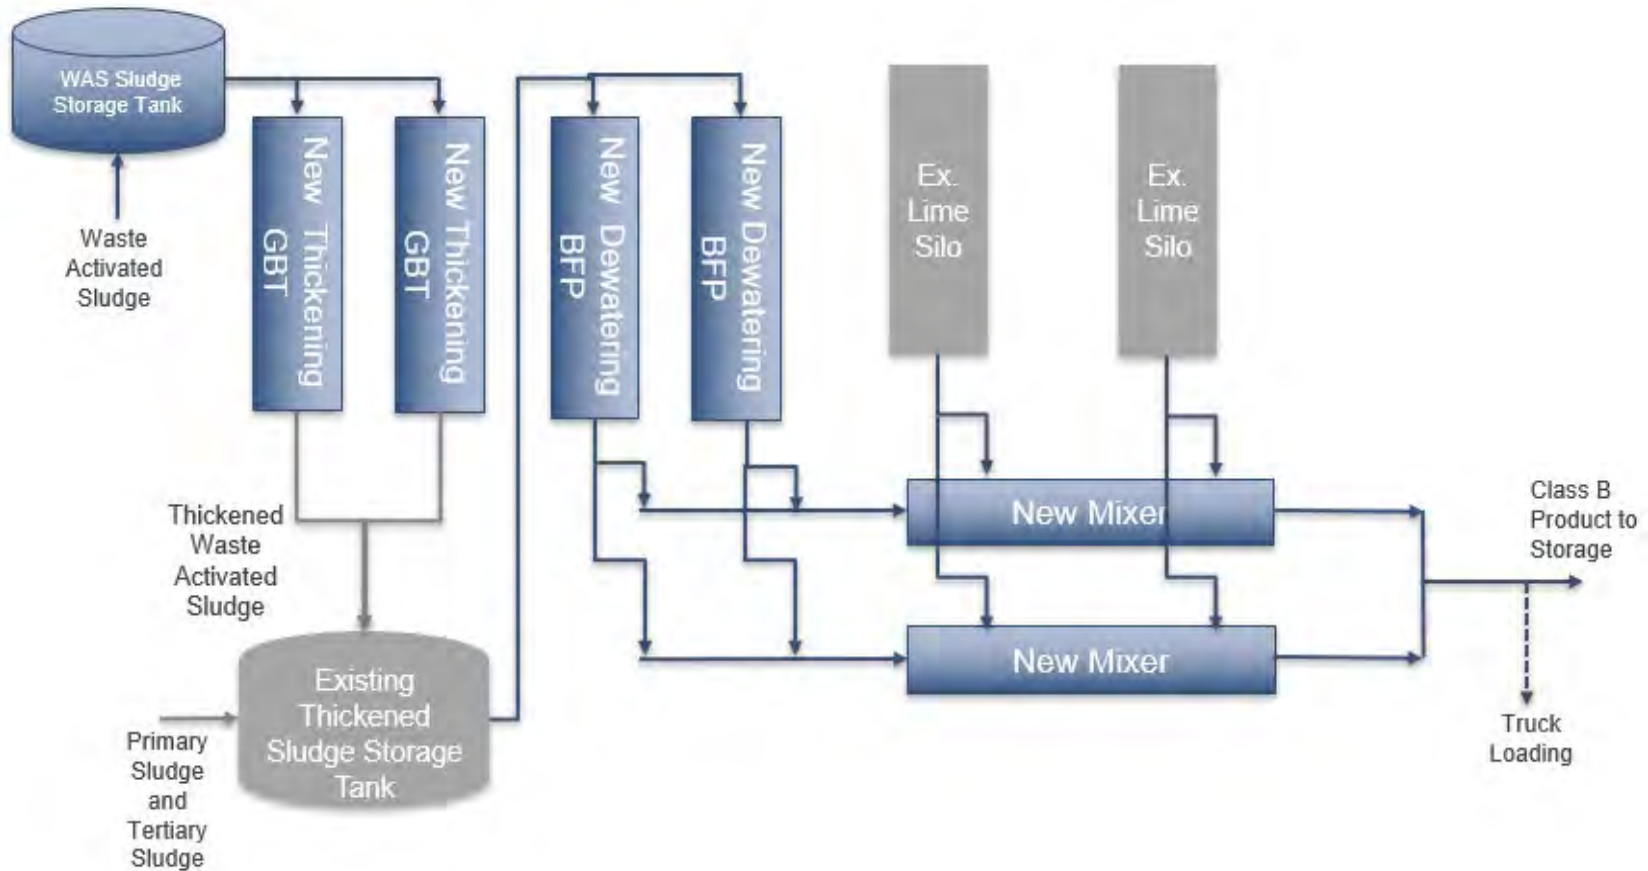 WAS Sludge
Storage Tank
Waste
Activated
Sludge
New Thickening
GBT
New Thickening
GBT
New Dewatering
BFP
New Dewatering
BFP
Ex.
Lime
Silo
Ex.
Lime
Silo
Thickened
Waste
Activated
Sludge
Existing
Thickened
Sludge Storage
Tank
Primary
Sludge
and
Tertiary
Sludge
New Mixer
New Mixer
Class B
Product to
Storage
Truck
Loading